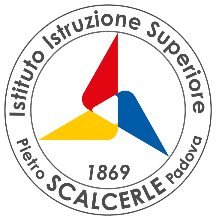 Istituto Istruzione Superiore
1869
Pietro SCALCERLE Padova